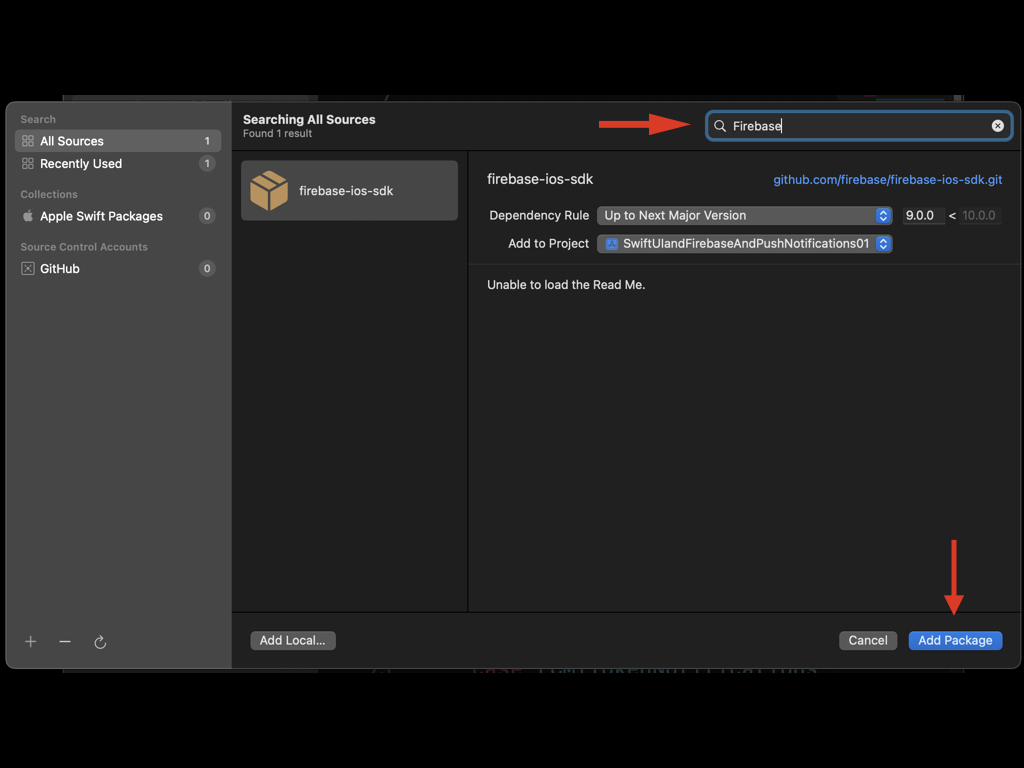 Search
All Sources 1
Recently Used 1
Collections
Apple Swift Packages 0
Source Control Accounts
GitHub 0
Searching All Sources
Found 1 result
Firebase
firebase-ios-sdk
firebase-ios-sdk
github.com/firebase/firebase-ios-sdk.git
Dependency Rule Up to Next Major Version 9.0.0 < 10.0.0
Add to Project SwiftUIandFirebaseAndPushNotifications01
Unable to load the Read Me.
Add Local...
Cancel
Add Package